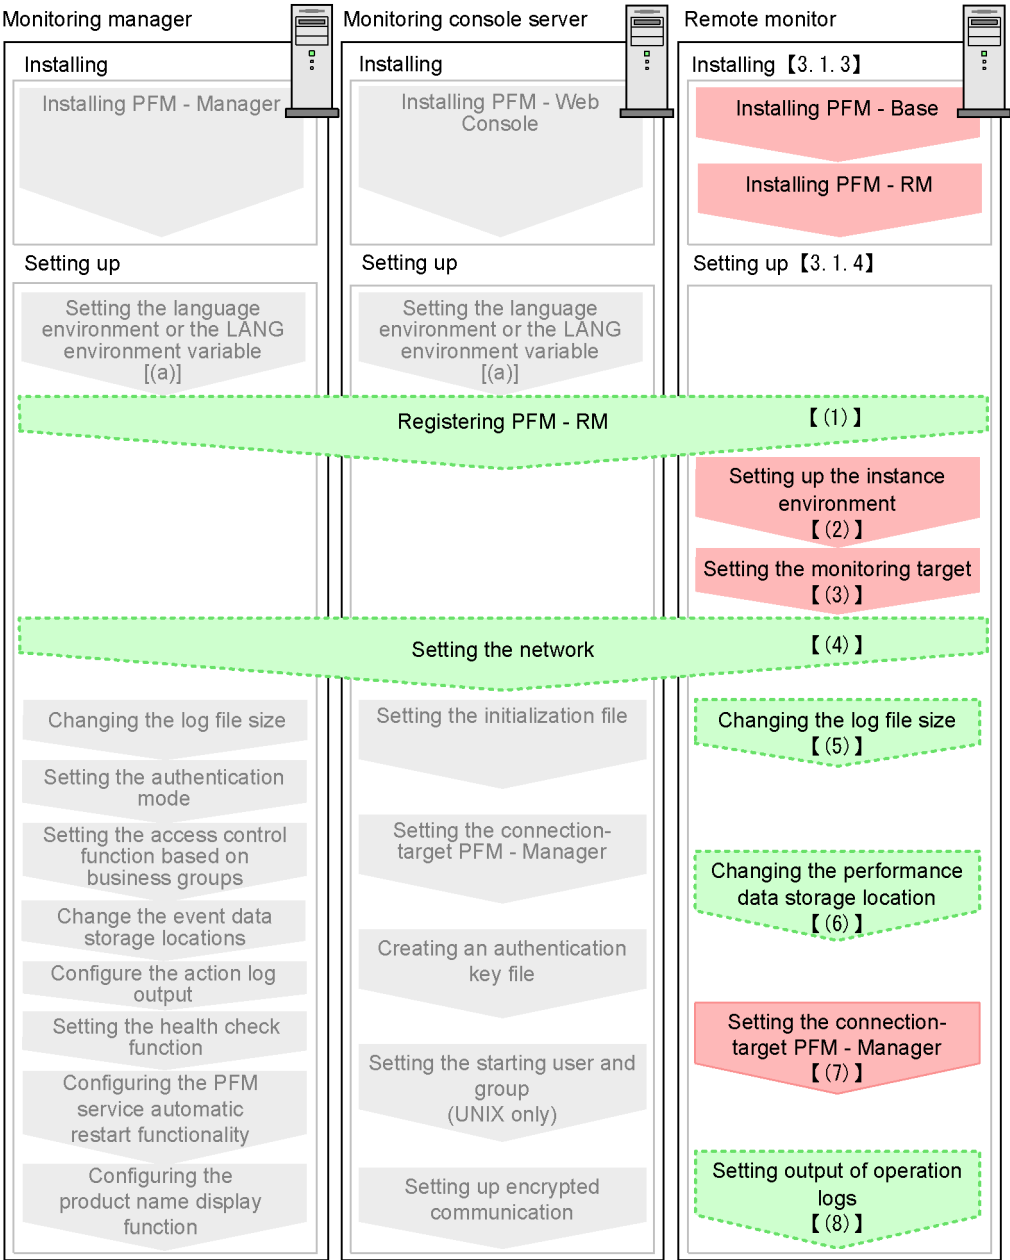 Monitoring manager
Installing
Installing PFM - Manager
Setting up
Setting the language
environment or the LANG
environment variable
[(a)]
Monitoring console server
Installing
Installing PFM - Web
Console
Setting up
Setting the language
environment or the LANG
environment variable
[(a)]
Remote monitor
Installing【3.1.3】
Installing PFM - Base
Installing PFM - RM
Setting up【3.1.4】
Registering PFM - RM 【(1)】
Setting up the instance
environment
【(2)】
Setting the monitoring target
【(3)】
Setting the network 【(4)】
Changing the log file size
Setting the authentication
mode
Setting the access control
function based on
business groups
Change the event data
storage locations
Configure the action log
output
Setting the health check
function
Configuring the PFM
service automatic
restart functionality
Configuring the
product name display
function
Setting the initialization file
Setting the connection-
target PFM - Manager
Creating an authentication
key file
Setting the starting user and
group
(UNIX only)
Setting up encrypted
communication
Changing the log file size
【(5)】
Changing the performance
data storage location
【(6)】
Setting the connection-
target PFM - Manager
【(7)】
Setting output of operation
logs
【(8)】